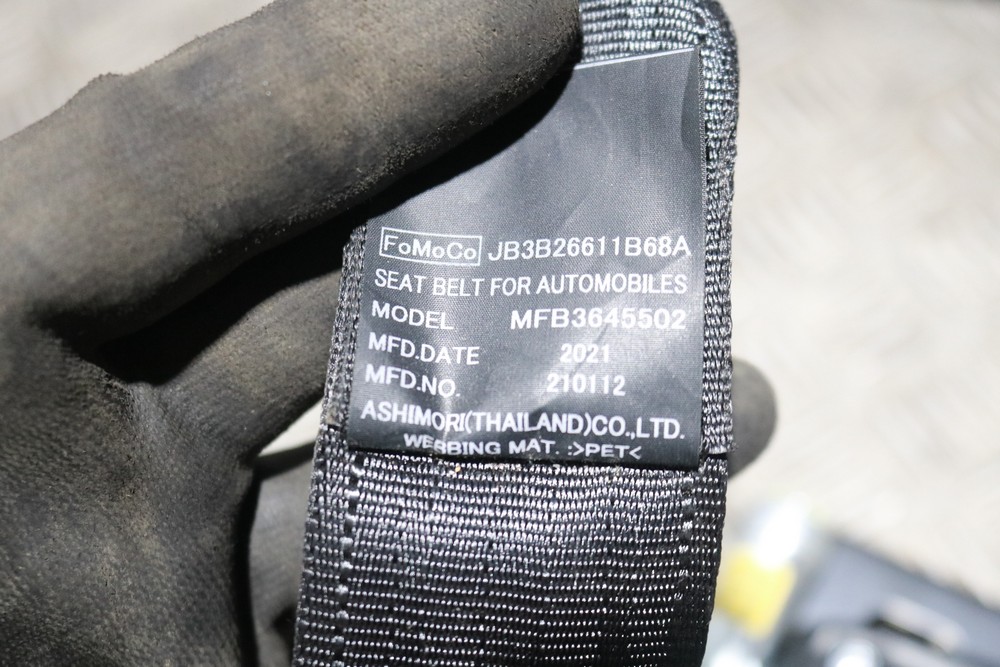 FoMoCo JB3B26611B68A
SEAT BELT FOR AUTOMOBILES
MODEL MFB3645502
MFD.DATE 2021
MFD.NO. 210112
ASHIMORI(THAILAND)CO.,LTD.
WEBBING MAT. :>PET<